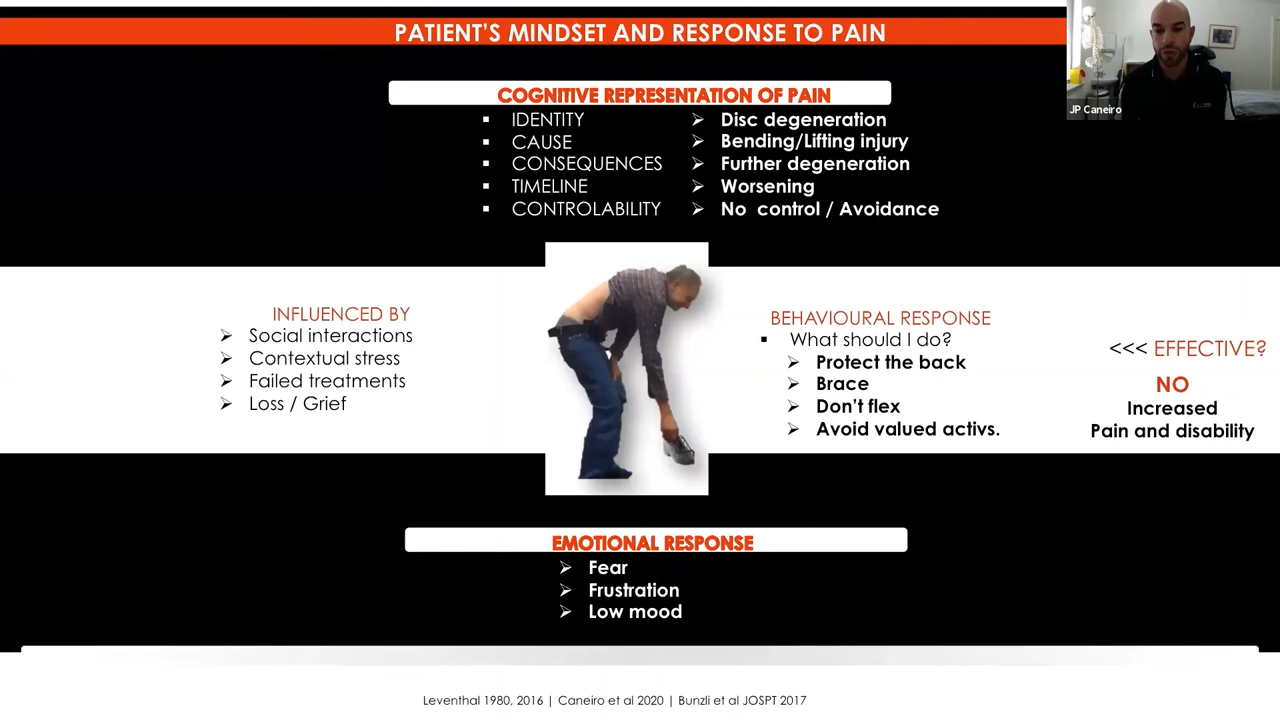 PATIENT'S MINDSET AND RESPONSE TO PAIN
JP Caneiro
COGNITIVE REPRESENTATION OF PAIN
IDENTITY Disc degeneration
CAUSE Bending/Lifting injury
CONSEQUENCES Further degeneration
TIMELINE Worsening
CONTROLABILITY No control / Avoidance
INFLUENCED BY
Social interactions
Contextual stress
Failed treatments
Loss / Grief
BEHAVIOURAL RESPONSE
What should I do?
Protect the back
Brace
Don't flex
Avoid valued activs.
<<< EFFECTIVE?
NO
Increased
Pain and disability
EMOTIONAL RESPONSE
Fear
Frustration
Low mood
Leventhal 1980, 2016 | Caneiro et al 2020 | Bunzli et al JOSPT 2017